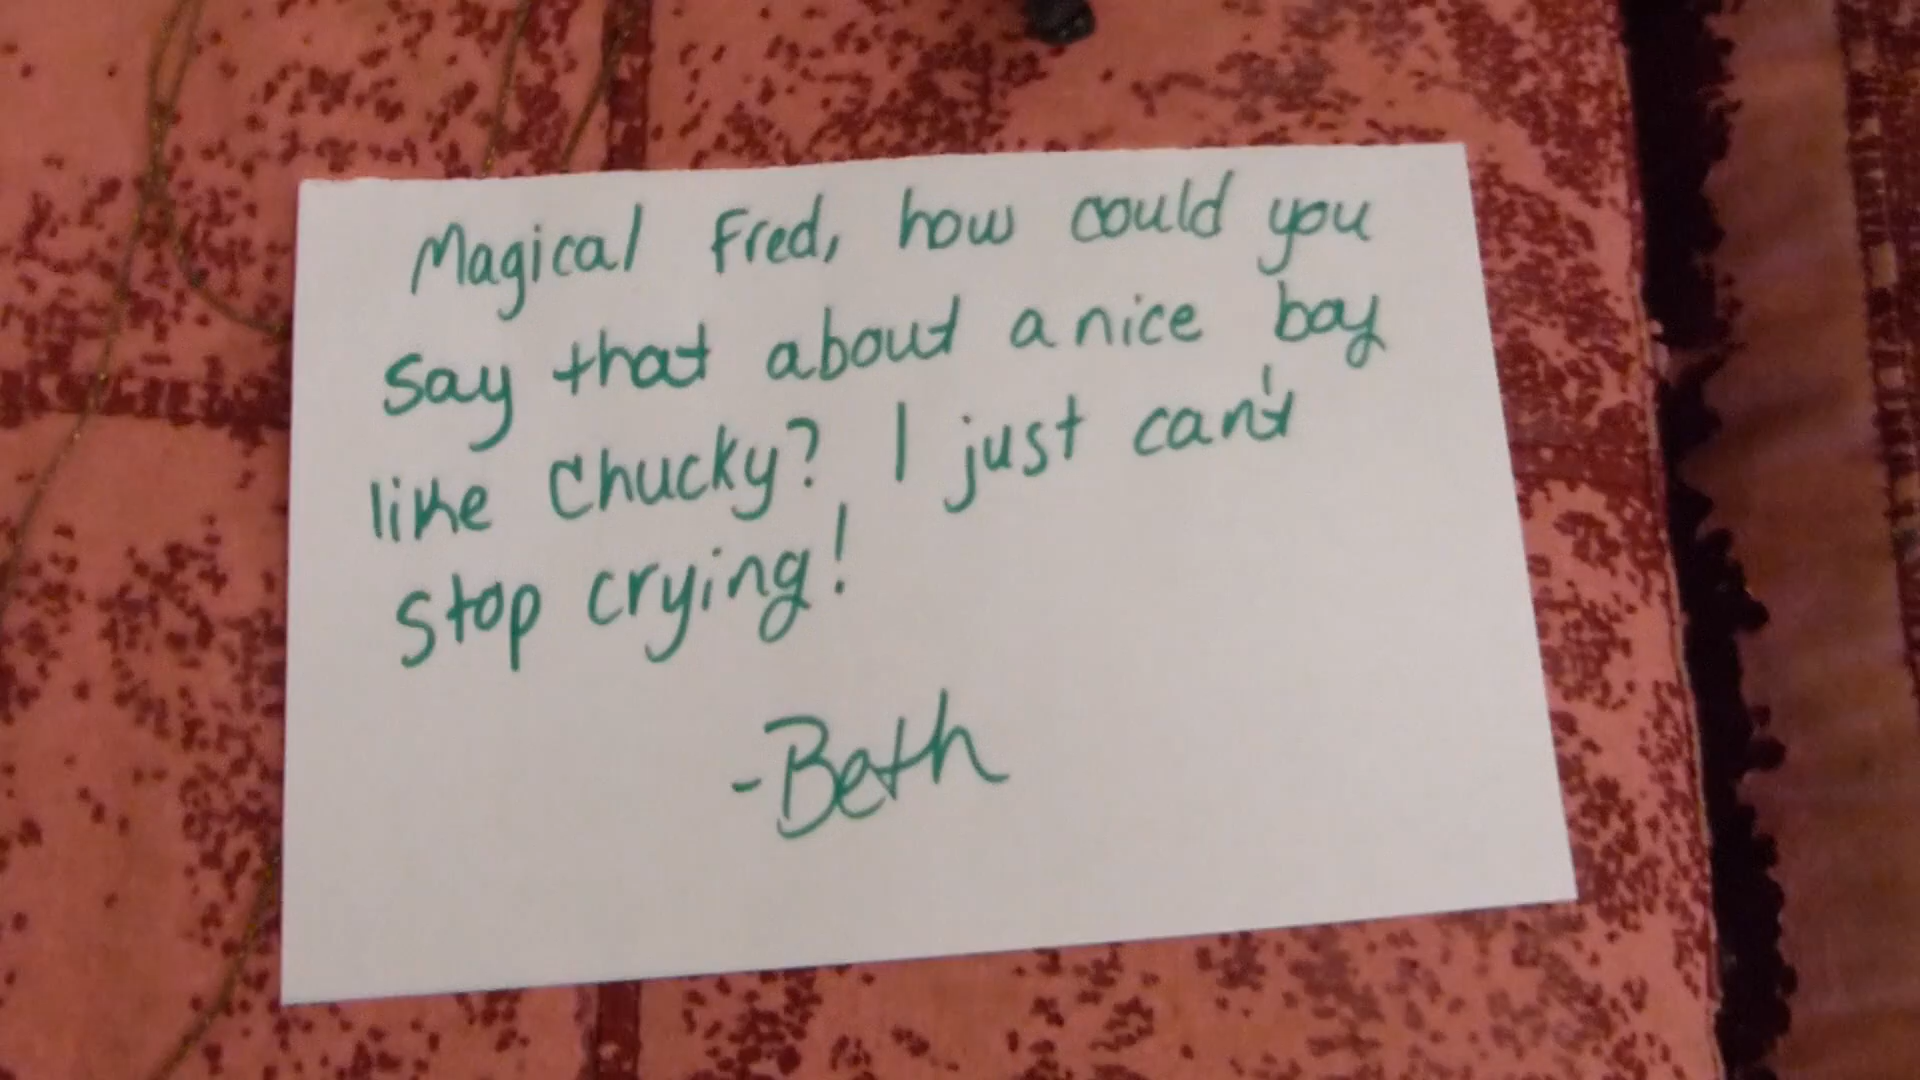 Magical Fred, how could you
say that about a nice boy
like Chucky? I just can't
stop crying!
-Beth